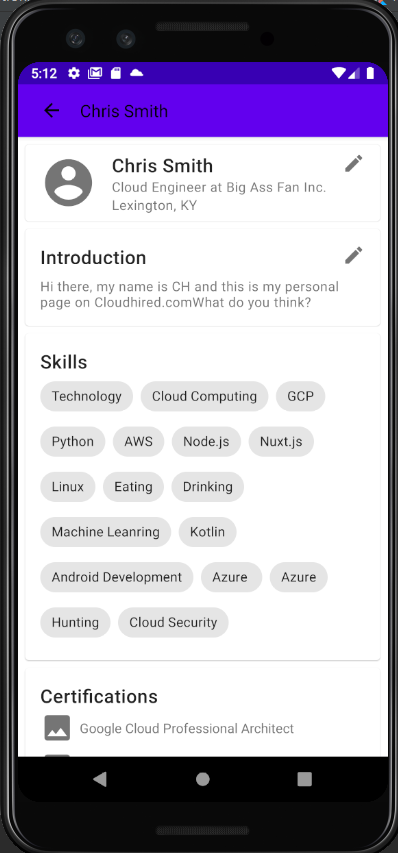 5:12
Chris Smith
Chris Smith
Cloud Engineer at Big Ass Fan Inc.
Lexington, KY
Introduction
Hi there, my name is CH and this is my personal
page on Cloudhired.comWhat do you think?
Skills
Technology Cloud Computing GCP
Python AWS Node.js Nuxt.js
Linux Eating Drinking
Machine Leanring Kotlin
Android Development Azure Azure
Hunting Cloud Security
Certifications
Google Cloud Professional Architect